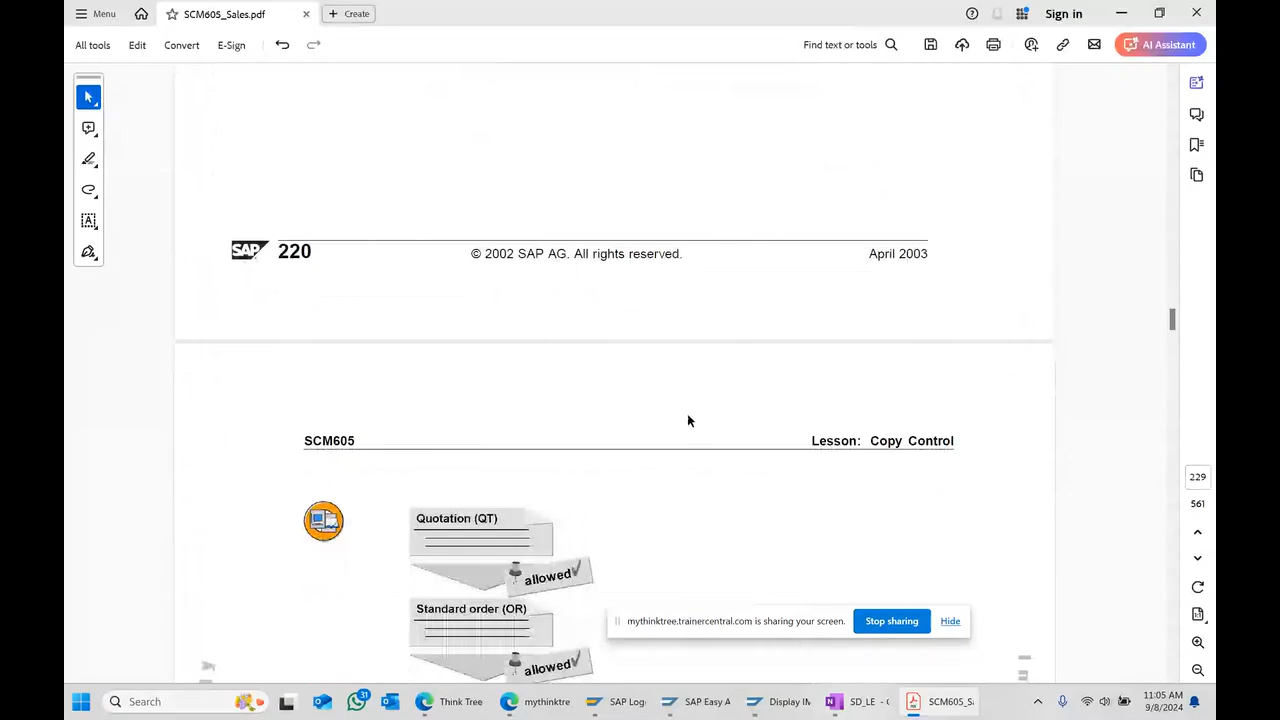 Menu
SCM605_Sales.pdf
Create
Sign in
All tools
Edit
Convert
E-Sign
Find text or tools
AI Assistant
SAP 220
© 2002 SAP AG. All rights reserved.
April 2003
SCM605
Lesson: Copy Control
Quotation (QT)
allowed
Standard order (OR)
allowed
229
561
mythinktree.trainercentral.com is sharing your screen.
Stop sharing
Hide
Search
31
Think Tree
mythinktre
SAP Log
SAP Easy A
Display IM
SD_LE - C
SCM605_Sa
11:05 AM
9/8/2024